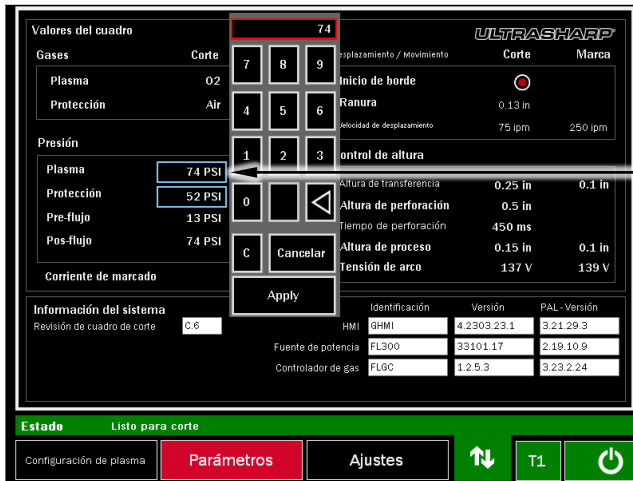 Valores del cuadro
74
ULTRASHARP
Gases Corte
Desplazamiento / Movimiento Corte Marca
Plasma O2
Inicio de borde
Protección Air
Ranura 0.13 in
Velocidad de desplazamiento 75 ipm 250 ipm
7 8 9
4 5 6
1 2 3
0
C Cancelar
Apply
Presión
Plasma 74 PSI
Protección 52 PSI
Pre-flujo 13 PSI
Pos-flujo 74 PSI
Corriente de marcado
ontrol de altura
Altura de transferencia 0.25 in 0.1 in
Altura de perforación 0.5 in
Tiempo de perforación 450 ms
Altura de proceso 0.15 in 0.1 in
Tensión de arco 137 V 139 V
Información del sistema
Identificación Versión PAL-Versión
Revisión de cuadro de corte C.6
HMI GHMI 4.2303.23.1 3.21.29.3
Fuente de potencia FL300 33101.17 2.19.10.9
Controlador de gas FLGC 1.2.5.3 3.23.2.24
Estado Listo para corte
Configuración de plasma Parámetros Ajustes T1